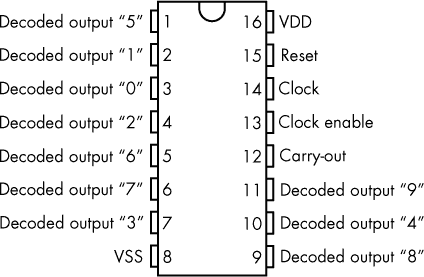 Decoded output “5” 1 16 VDD
Decoded output “1” 2 15 Reset
Decoded output “0” 3 14 Clock
Decoded output “2” 4 13 Clock enable
Decoded output “6” 5 12 Carry-out
Decoded output “7” 6 11 Decoded output “9”
Decoded output “3” 7 10 Decoded output “4”
VSS 8 9 Decoded output “8”